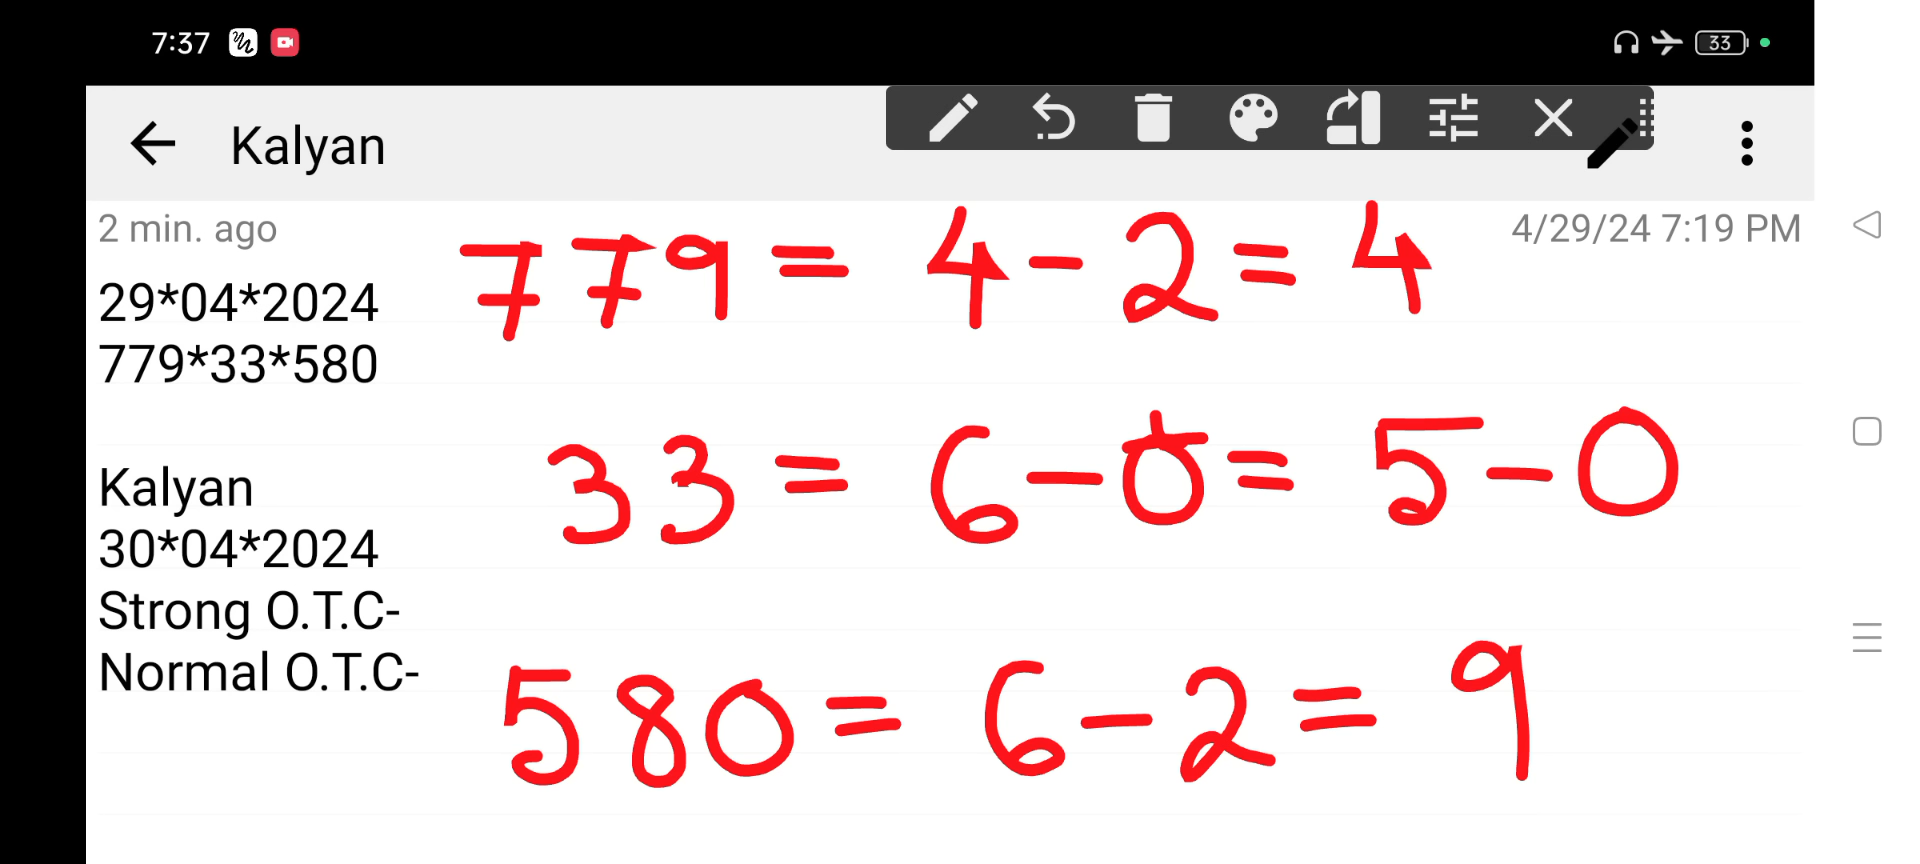 7:37
33
Kalyan
2 min. ago
4/29/24 7:19 PM
29*04*2024
779*33*580
Kalyan
30*04*2024
Strong O.T.C-
Normal O.T.C-
779 = 4-2 = 4
33 = 6-0 = 5-0
580 = 6-2 = 9